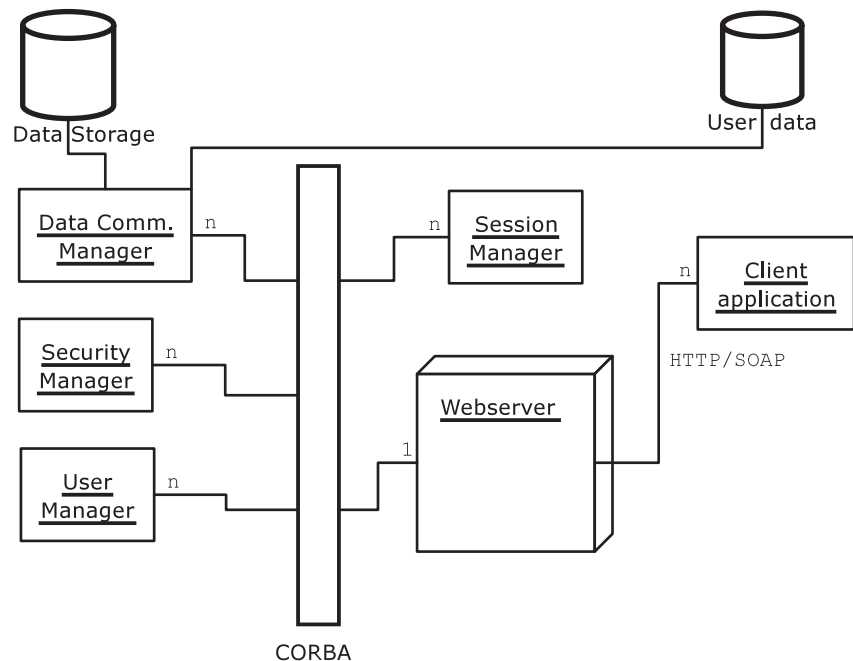 Data Storage
User data
Data Comm.
Manager
n
n
Session
Manager
n
Client
application
Security
Manager
n
HTTP/SOAP
Webserver
1
User
Manager
n
CORBA